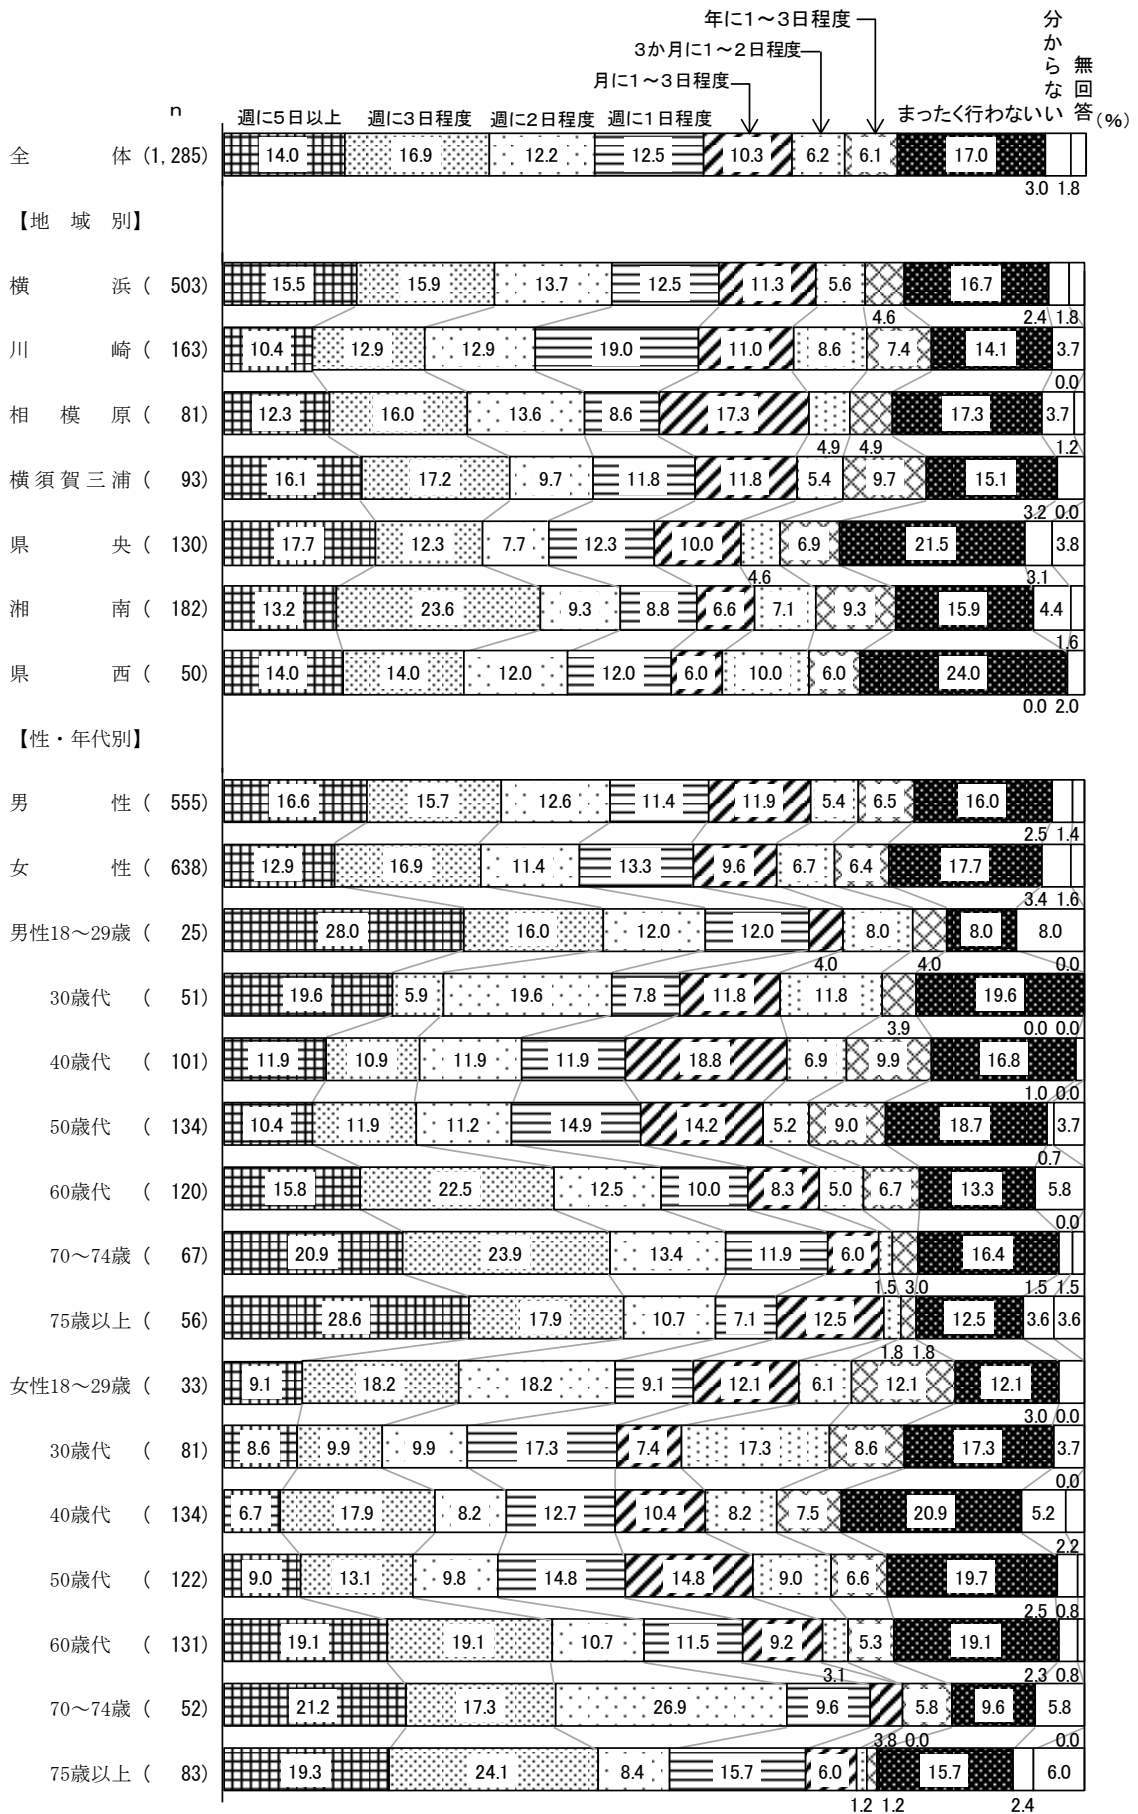 年に1～3日程度
3か月に1～2日程度
月に1～3日程度
分からない
無回答
n 週に5日以上 週に3日程度 週に2日程度 週に1日程度 まったく行わない (%)
全体 (1,285) 14.0 16.9 12.2 12.5 10.3 6.2 6.1 17.0
3.0 1.8
【地域別】
横浜 ( 503) 15.5 15.9 13.7 12.5 11.3 5.6 16.7
4.6 2.4 1.8
川崎 ( 163) 10.4 12.9 12.9 19.0 11.0 8.6 7.4 14.1 3.7
0.0
相模原 ( 81) 12.3 16.0 13.6 8.6 17.3 17.3 3.7
4.9 4.9 1.2
横須賀三浦 ( 93) 16.1 17.2 9.7 11.8 11.8 5.4 9.7 15.1
3.2 0.0
県央 ( 130) 17.7 12.3 7.7 12.3 10.0 6.9 21.5 3.8
4.6 3.1
湘南 ( 182) 13.2 23.6 9.3 8.8 6.6 7.1 9.3 15.9 4.4
1.6
県西 ( 50) 14.0 14.0 12.0 12.0 6.0 10.0 6.0 24.0
0.0 2.0
【性・年代別】
男性 ( 555) 16.6 15.7 12.6 11.4 11.9 5.4 6.5 16.0
2.5 1.4
女性 ( 638) 12.9 16.9 11.4 13.3 9.6 6.7 6.4 17.7
3.4 1.6
男性18～29歳 ( 25) 28.0 16.0 12.0 12.0 8.0 8.0 8.0
4.0 4.0 0.0
30歳代 ( 51) 19.6 5.9 19.6 7.8 11.8 11.8 19.6
3.9 0.0 0.0
40歳代 ( 101) 11.9 10.9 11.9 11.9 18.8 6.9 9.9 16.8
1.0 0.0
50歳代 ( 134) 10.4 11.9 11.2 14.9 14.2 5.2 9.0 18.7 3.7
0.7
60歳代 ( 120) 15.8 22.5 12.5 10.0 8.3 5.0 6.7 13.3 5.8
0.0
70～74歳 ( 67) 20.9 23.9 13.4 11.9 6.0 16.4
1.5 3.0 1.5 1.5
75歳以上 ( 56) 28.6 17.9 10.7 7.1 12.5 12.5 3.6 3.6
1.8 1.8
女性18～29歳 ( 33) 9.1 18.2 18.2 9.1 12.1 6.1 12.1 12.1
3.0 0.0
30歳代 ( 81) 8.6 9.9 9.9 17.3 7.4 17.3 8.6 17.3 3.7
0.0
40歳代 ( 134) 6.7 17.9 8.2 12.7 10.4 8.2 7.5 20.9 5.2
2.2
50歳代 ( 122) 9.0 13.1 9.8 14.8 14.8 9.0 6.6 19.7
2.5 0.8
60歳代 ( 131) 19.1 19.1 10.7 11.5 9.2 5.3 19.1
3.1 2.3 0.8
70～74歳 ( 52) 21.2 17.3 26.9 9.6 5.8 9.6 5.8
3.8 0.0 0.0
75歳以上 ( 83) 19.3 24.1 8.4 15.7 6.0 15.7 6.0
1.2 1.2 2.4